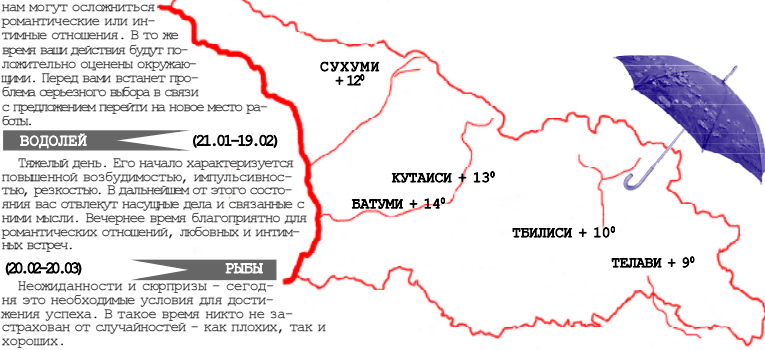 нам могут осложниться
романтические или ин-
тимные отношения. В то же
время ваши действия будут по-
ложительно оценены окружаю-
щими. Перед вами встанет про-
блема серьезного выбора в связи
с предложением перейти на новое место ра-
боты.
ВОДОЛЕЙ (21.01-19.02)
Тяжелый день. Его начало характеризуется
повышенной возбудимостью, импульсивнос-
тью, резкостью. В дальнейшем от этого состо-
яния вас отвлекут насущные дела и связанные с
ними мысли. Вечернее время благоприятно для
романтических отношений, любовных и интим-
ных встреч.
(20.02-20.03) РЫБЫ
Неожиданности и сюрпризы - сегод-
ня это необходимые условия для дости-
жения успеха. В такое время никто не за-
страхован от случайностей - как плохих, так и
хороших.
СУХУМИ
+12⁰
КУТАИСИ + 13⁰
БАТУМИ + 14⁰
ТБИЛИСИ + 10⁰
ТЕЛАВИ + 9⁰